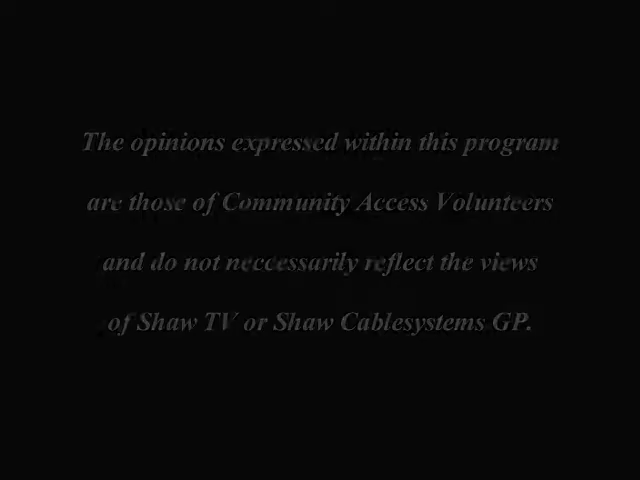 The opinions expressed within this program
are those of Community Access Volunteers
and do not neccessarily reflect the views
of Shaw TV or Shaw Cablesystems GP.